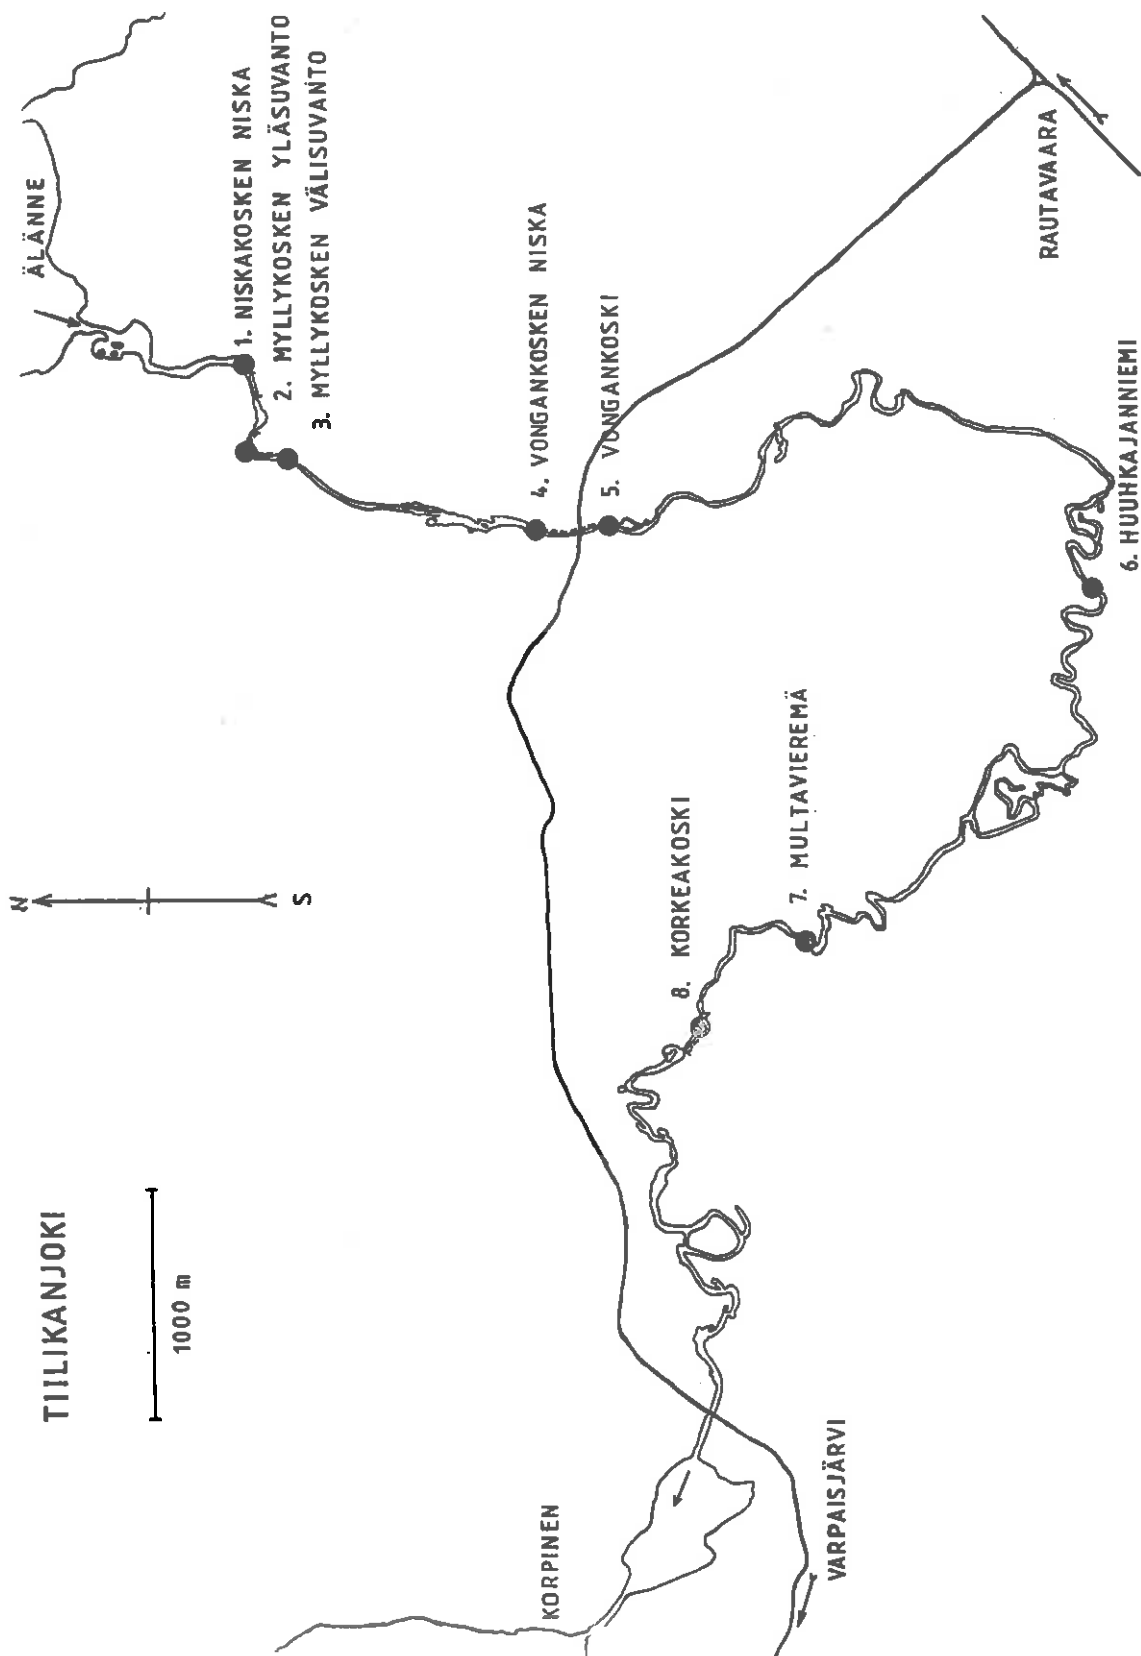 TIILIKANJOKI
1000 m
N
S
ÄLÄNNE
1. NISKAKOSKEN NISKA
2. MYLLYKOSKEN YLÄSUVANTO
3. MYLLYKOSKEN VÄLISUVANTO
4. VONGANKOSKEN NISKA
5. VONGANKOSKI
RAUTAVAARA
6. HUUHKAJANNIEMI
7. MULTAVIEREMÄ
8. KORKEAKOSKI
KORPINEN
VARPAISJÄRVI